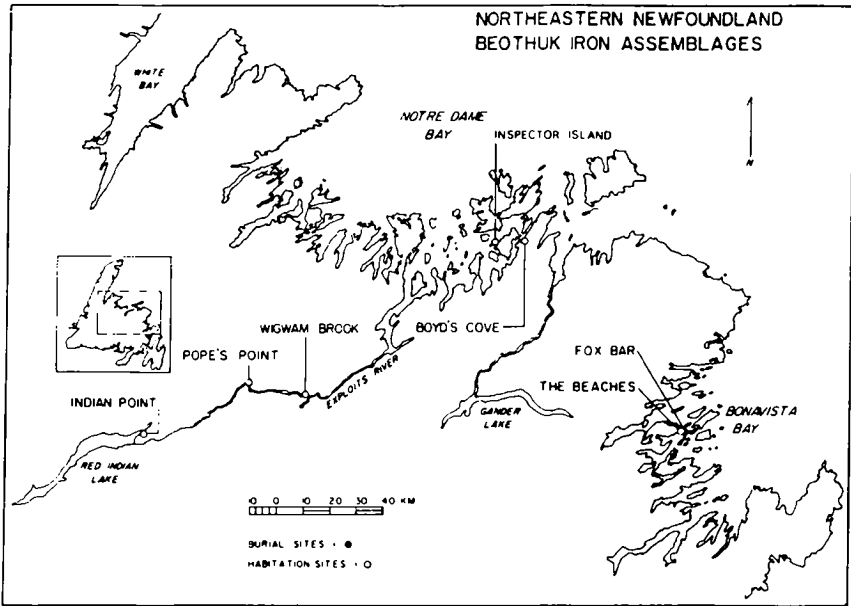 NORTHEASTERN NEWFOUNDLAND
BEOTHUK IRON ASSEMBLAGES
WHITE
BAY
NOTRE DAME
BAY
INSPECTOR ISLAND
N
WIGWAM BROOK
BOYD'S COVE
POPE'S POINT
EXPLOITS RIVER
FOX BAR
THE BEACHES
INDIAN POINT
GANDER
LAKE
BONAVISTA
BAY
RED INDIAN
LAKE
10 0 10 20 30 40 KM
BURIAL SITES •
HABITATION SITES • O